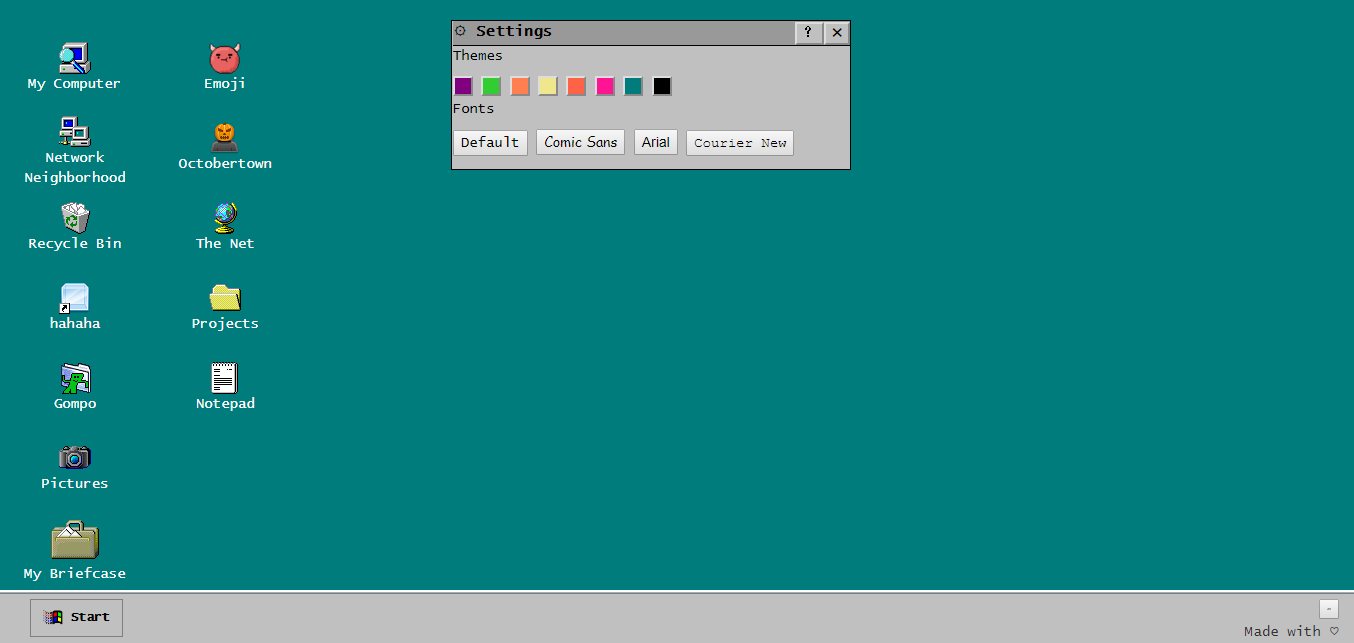 My Computer
Network
Neighborhood
Recycle Bin
hahaha
Gompo
Pictures
My Briefcase
Emoji
Octobertown
The Net
Projects
Notepad
Settings
? ×
Themes
Fonts
Default Comic Sans Arial Courier New
Start
-
Made with ♡